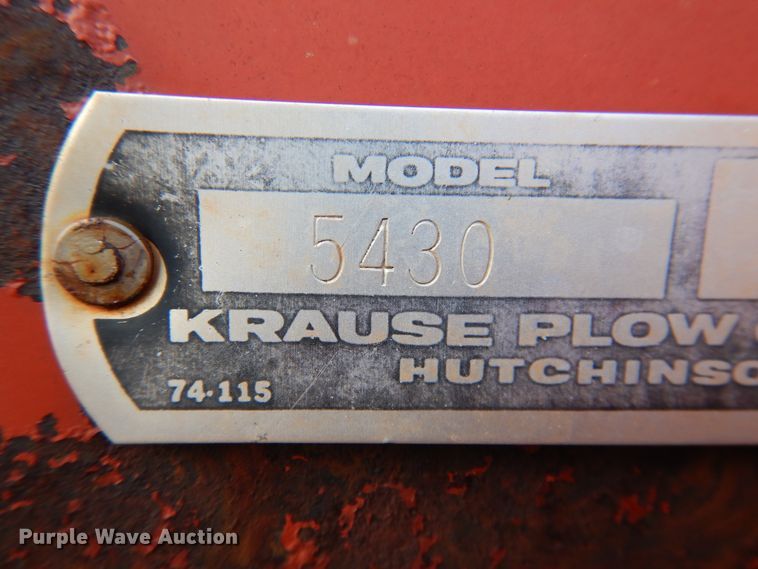 MODEL
5430
KRAUSE PLOW
HUTCHINSO
74-115
Purple Wave Auction